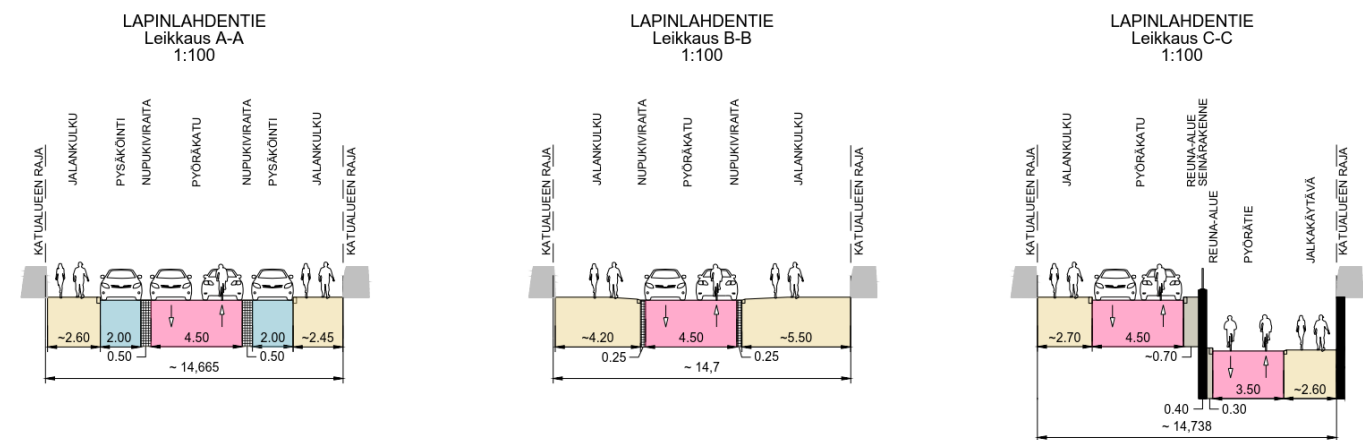 LAPINLAHDENTIE
Leikkaus A-A
1:100
KATUALUEEN RAJA
JALANKULKU
PYSÄKÖINTI
NUPUKIVIRAITA
PYÖRÄKATU
NUPUKIVIRAITA
PYSÄKÖINTI
JALANKULKU
KATUALUEEN RAJA
~2.60
2.00
4.50
2.00
~2.45
0.50
0.50
~ 14,665
LAPINLAHDENTIE
Leikkaus B-B
1:100
KATUALUEEN RAJA
JALANKULKU
NUPUKIVIRAITA
PYÖRÄKATU
NUPUKIVIRAITA
JALANKULKU
KATUALUEEN RAJA
~4.20
4.50
~5.50
0.25
0.25
~ 14,7
LAPINLAHDENTIE
Leikkaus C-C
1:100
KATUALUEEN RAJA
JALANKULKU
PYÖRÄKATU
REUNA-ALUE
SEINÄRAKENNE
REUNA-ALUE
PYÖRÄTIE
JALKAKÄYTÄVÄ
KATUALUEEN RAJA
~2.70
4.50
~0.70
3.50
~2.60
0.40
0.30
~ 14,738